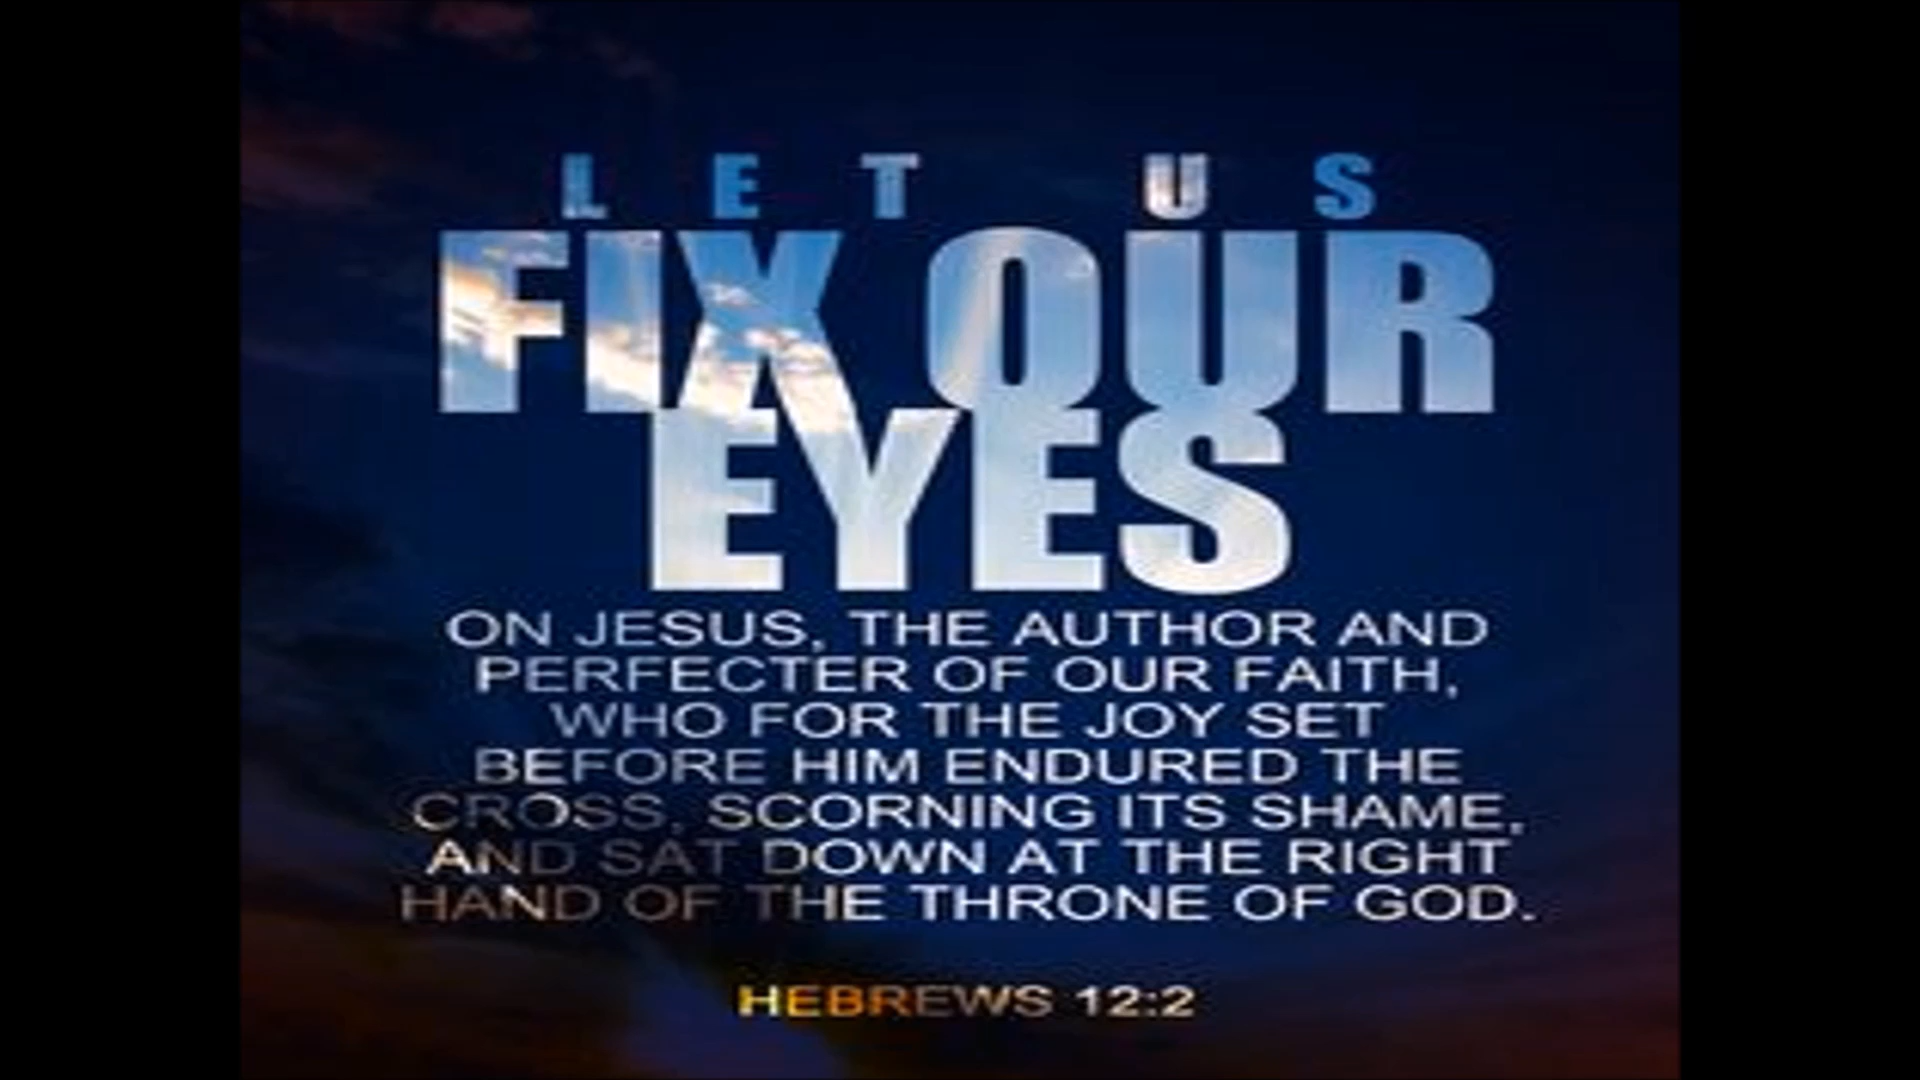 LET US
FIX OUR
EYES
ON JESUS, THE AUTHOR AND
PERFECTER OF OUR FAITH,
WHO FOR THE JOY SET
BEFORE HIM ENDURED THE
CROSS, SCORNING ITS SHAME,
AND SAT DOWN AT THE RIGHT
HAND OF THE THRONE OF GOD.
HEBREWS 12:2